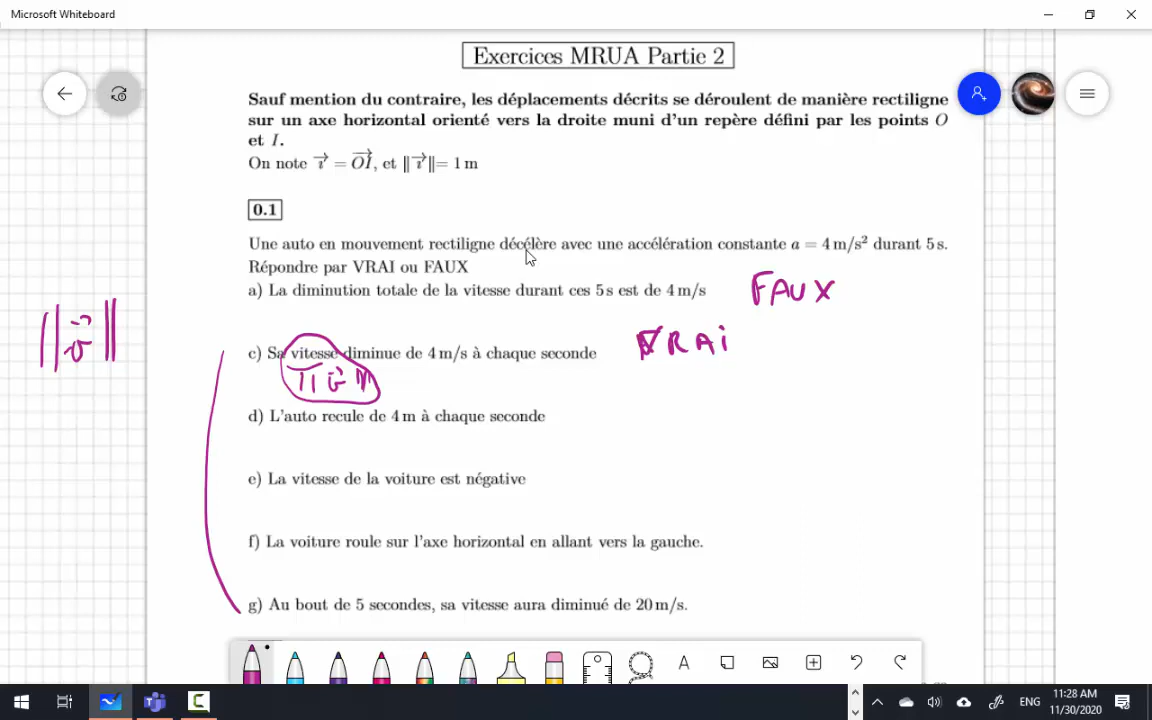 Microsoft Whiteboard
Exercices MRUA Partie 2
Sauf mention du contraire, les déplacements décrits se déroulent de manière rectiligne
sur un axe horizontal orienté vers la droite muni d'un repère défini par les points O
et I.
On note →ı = →OI, et ‖→ı‖= 1 m
0.1
Une auto en mouvement rectiligne décélère avec une accélération constante a = 4 m/s² durant 5 s.
Répondre par VRAI ou FAUX
a) La diminution totale de la vitesse durant ces 5 s est de 4 m/s FAUX
c) Sa vitesse diminue de 4 m/s à chaque seconde VRAi
d) L'auto recule de 4 m à chaque seconde
e) La vitesse de la voiture est négative
f) La voiture roule sur l'axe horizontal en allant vers la gauche.
g) Au bout de 5 secondes, sa vitesse aura diminué de 20 m/s.
A
ENG
11:28 AM
11/30/2020